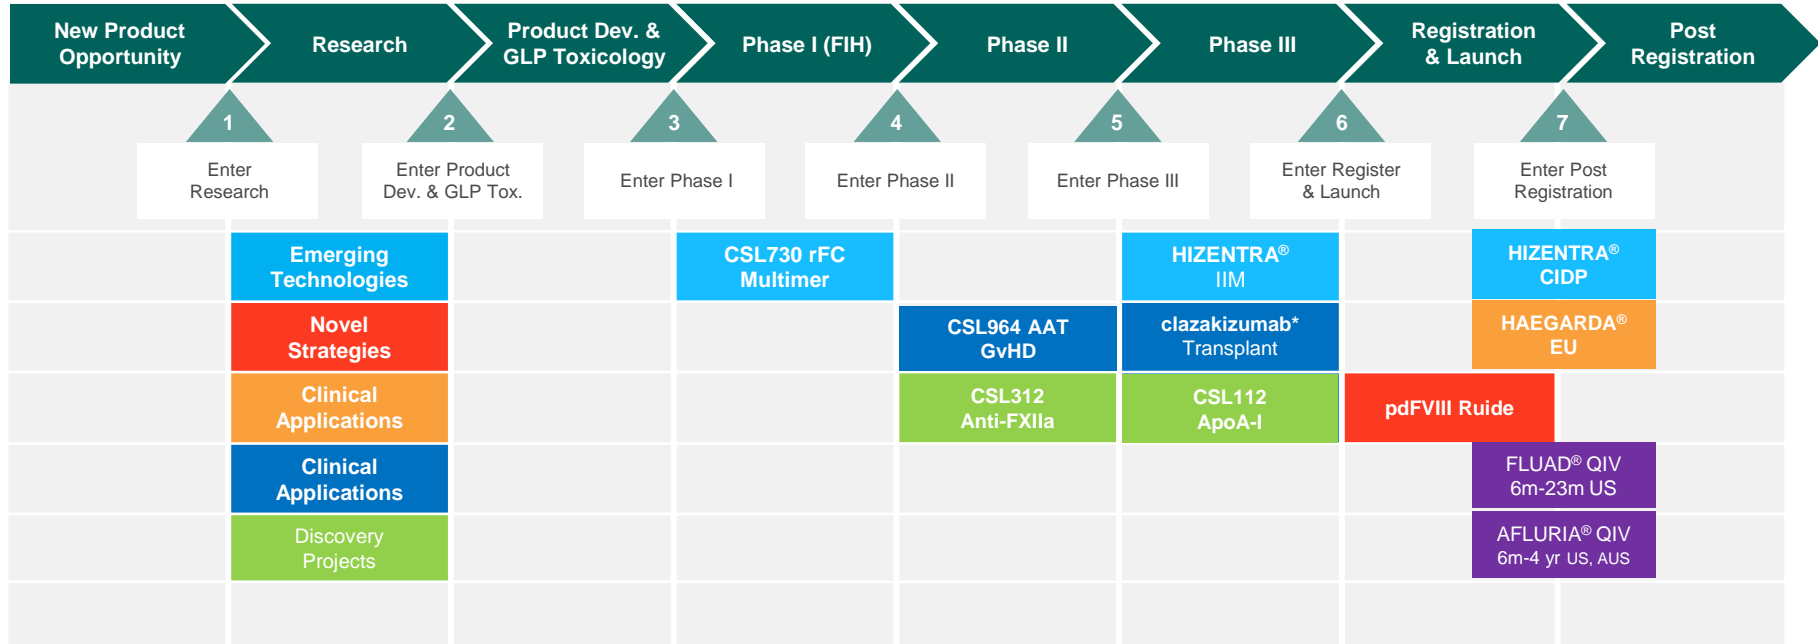 New Product
Opportunity
Research
Product Dev. &
GLP Toxicology
Phase I (FIH)
Phase II
Phase III
Registration
& Launch
Post
Registration
1
2
3
4
5
6
7
Enter
Research
Enter Product
Dev. & GLP Tox.
Enter Phase I
Enter Phase II
Enter Phase III
Enter Register
& Launch
Enter Post
Registration
Emerging
Technologies
CSL730 rFC
Multimer
HIZENTRA®
IIM
HIZENTRA®
CIDP
Novel
Strategies
CSL964 AAT
GvHD
clazakizumab*
Transplant
HAEGARDA®
EU
Clinical
Applications
CSL312
Anti-FXIIa
CSL112
ApoA-I
pdFVIII Ruide
Clinical
Applications
FLUAD® QIV
6m-23m US
Discovery
Projects
AFLURIA® QIV
6m-4 yr US, AUS